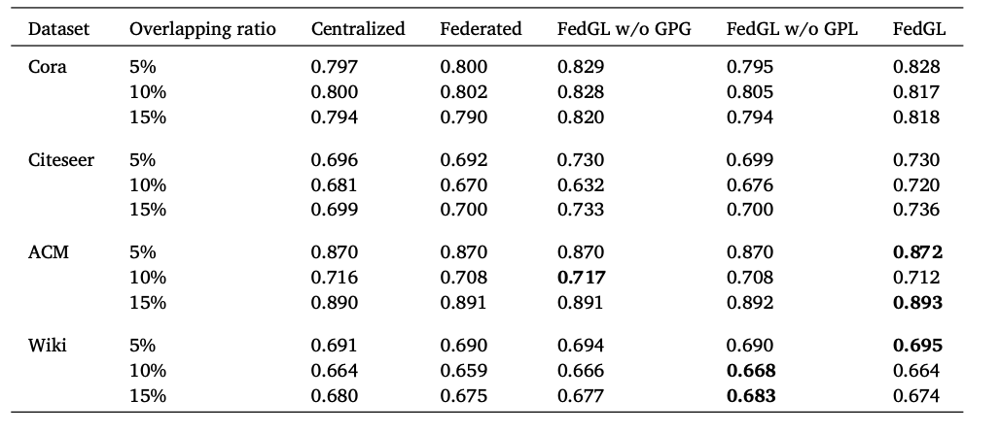 Dataset Overlapping ratio Centralized Federated FedGL w/o GPG FedGL w/o GPL FedGL
Cora 5% 0.797 0.800 0.829 0.795 0.828
10% 0.800 0.802 0.828 0.805 0.817
15% 0.794 0.790 0.820 0.794 0.818
Citeseer 5% 0.696 0.692 0.730 0.699 0.730
10% 0.681 0.670 0.632 0.676 0.720
15% 0.699 0.700 0.733 0.700 0.736
ACM 5% 0.870 0.870 0.870 0.870 0.872
10% 0.716 0.708 0.717 0.708 0.712
15% 0.890 0.891 0.891 0.892 0.893
Wiki 5% 0.691 0.690 0.694 0.690 0.695
10% 0.664 0.659 0.666 0.668 0.664
15% 0.680 0.675 0.677 0.683 0.674